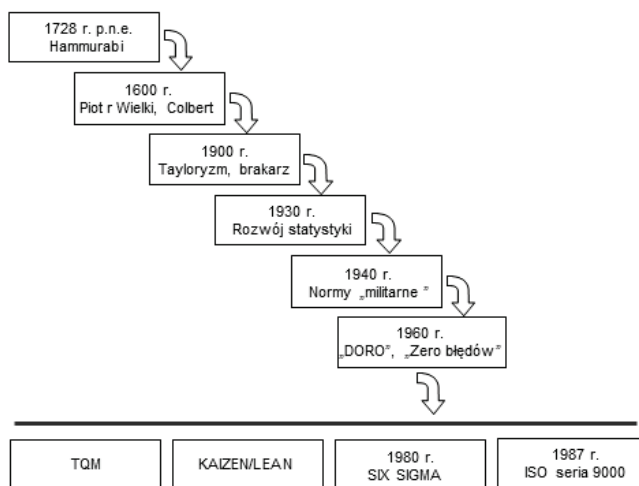 1728 r. p.n.e.
Hammurabi
1600 r.
Piot r Wielki, Colbert
1900 r.
Tayloryzm, brakarz
1930 r.
Rozwój statystyki
1940 r.
Normy „militarne ”
1960 r.
„DORO”, „Zero błędów”
TQM
KAIZEN/LEAN
1980 r.
SIX SIGMA
1987 r.
ISO seria 9000